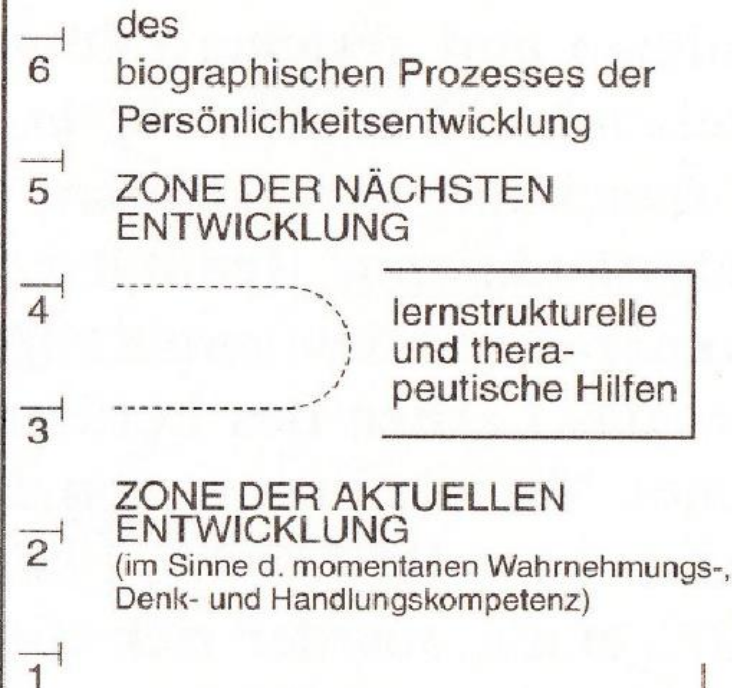 des
6 biographischen Prozesses der
Persönlichkeitsentwicklung
5 ZONE DER NÄCHSTEN
ENTWICKLUNG
4
lernstrukturelle
und thera-
peutische Hilfen
3
ZONE DER AKTUELLEN
2 ENTWICKLUNG
(im Sinne d. momentanen Wahrnehmungs-,
Denk- und Handlungskompetenz)
1